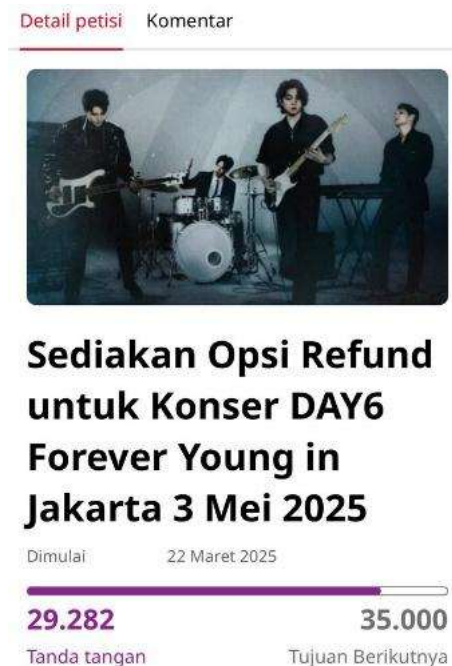 Detail petisi Komentar
Sediakan Opsi Refund
untuk Konser DAY6
Forever Young in
Jakarta 3 Mei 2025
Dimulai 22 Maret 2025
29.282 35.000
Tanda tangan Tujuan Berikutnya